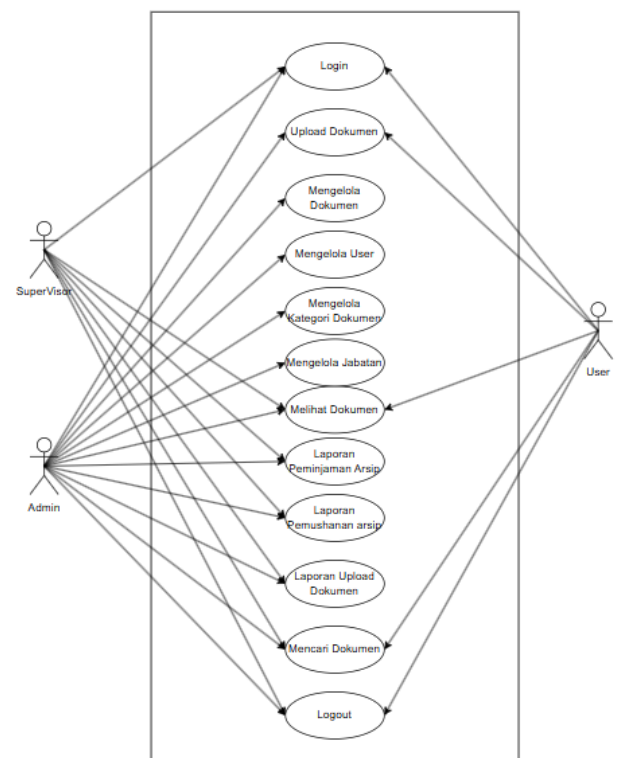 Login
Upload Dokumen
Mengelola
Dokumen
Mengelola User
SuperVisor
Mengelola
Kategori Dokumen
Mengelola Jabatan
User
Melihat Dokumen
Laporan
Peminjaman Arsip
Admin
Laporan
Pemushanan arsip
Laporan Upload
Dokumen
Mencari Dokumen
Logout